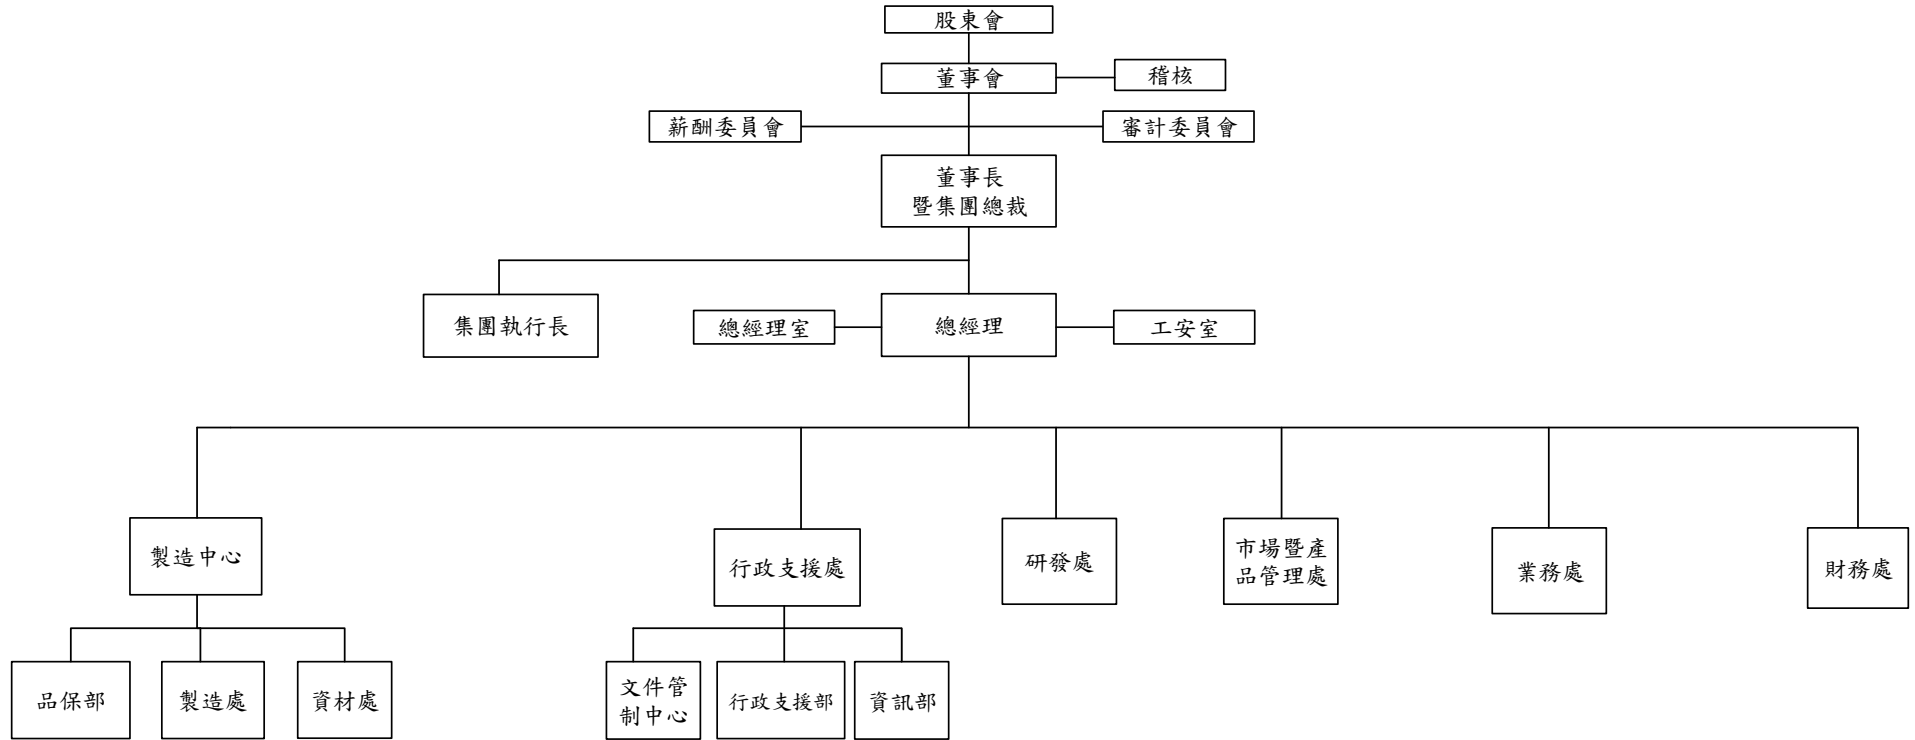 股東會
董事會
稽核
薪酬委員會
審計委員會
董事長
暨集團總裁
集團執行長
總經理室
總經理
工安室
製造中心
行政支援處
研發處
市場暨產
品管理處
業務處
財務處
品保部
製造處
資材處
文件管
制中心
行政支援部
資訊部